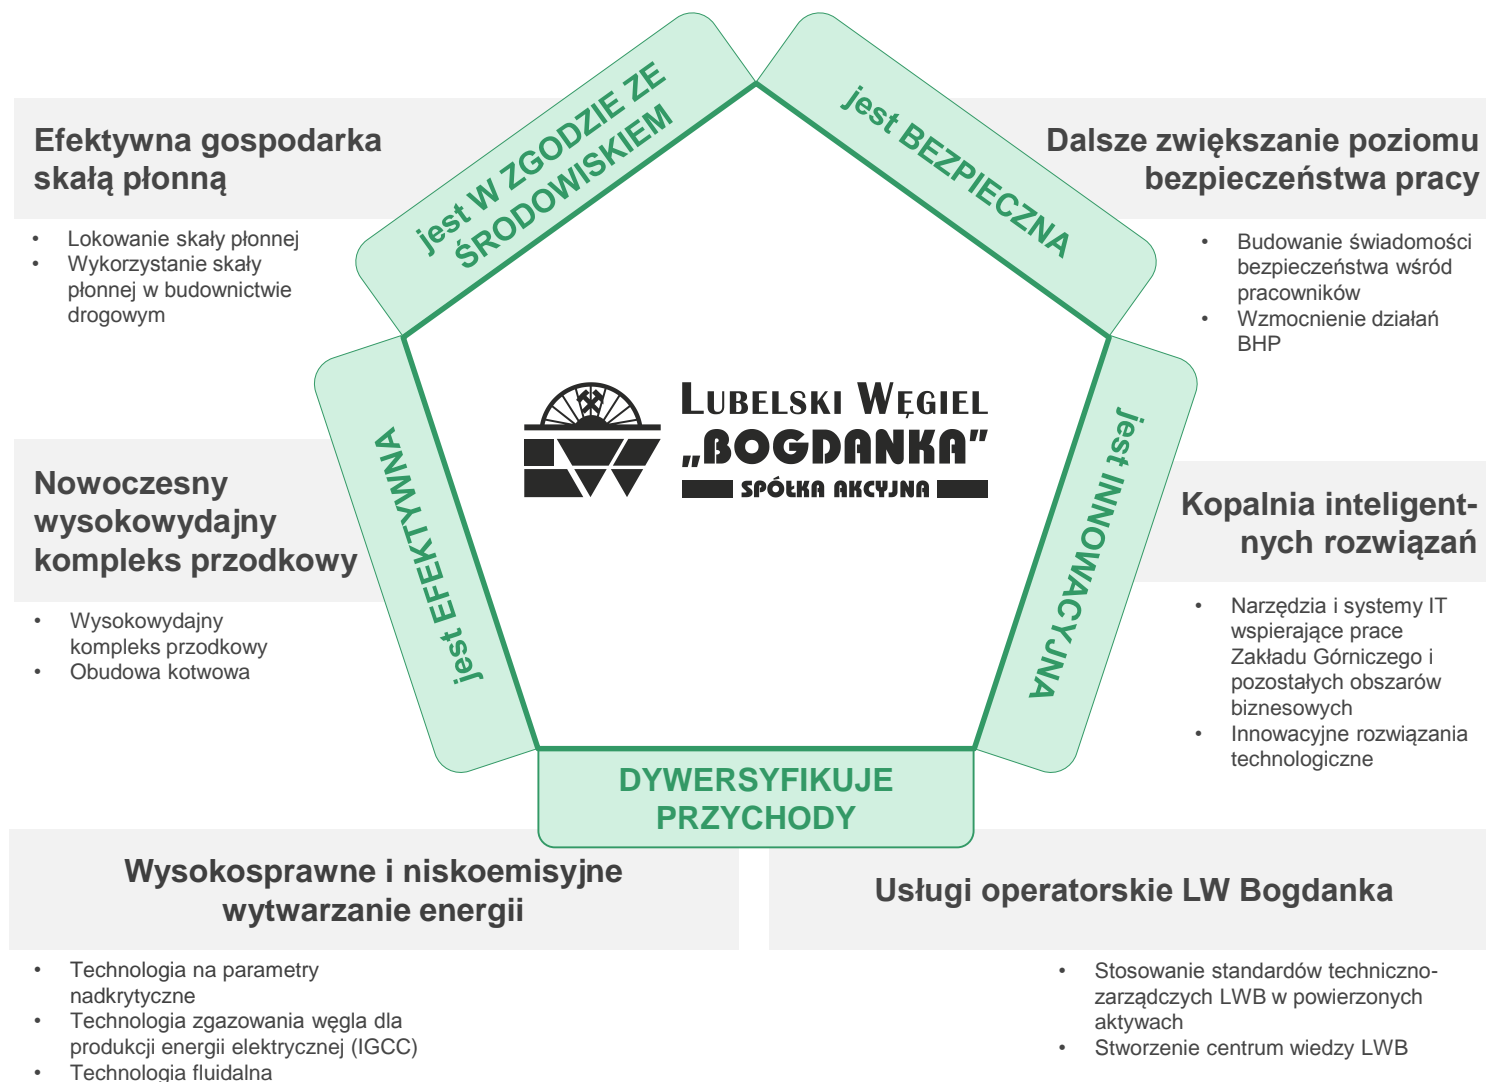 jest W ZGODZIE ZE
ŚRODOWISKIEM
jest BEZPIECZNA
Efektywna gospodarka
skałą płonną
• Lokowanie skały płonnej
• Wykorzystanie skały
płonnej w budownictwie
drogowym
Dalsze zwiększanie poziomu
bezpieczeństwa pracy
• Budowanie świadomości
bezpieczeństwa wśród
pracowników
• Wzmocnienie działań
BHP
LUBELSKI WĘGIEL
„BOGDANKA”
SPÓŁKA AKCYJNA
jest EFEKTYWNA
jest INNOWACYJNA
Nowoczesny
wysokowydajny
kompleks przodkowy
• Wysokowydajny
kompleks przodkowy
• Obudowa kotwowa
Kopalnia inteligent-
nych rozwiązań
• Narzędzia i systemy IT
wspierające prace
Zakładu Górniczego i
pozostałych obszarów
biznesowych
• Innowacyjne rozwiązania
technologiczne
DYWERSYFIKUJE
PRZYCHODY
Wysokosprawne i niskoemisyjne
wytwarzanie energii
• Technologia na parametry
nadkrytyczne
• Technologia zgazowania węgla dla
produkcji energii elektrycznej (IGCC)
• Technologia fluidalna
Usługi operatorskie LW Bogdanka
• Stosowanie standardów techniczno-
zarządczych LWB w powierzonych
aktywach
• Stworzenie centrum wiedzy LWB